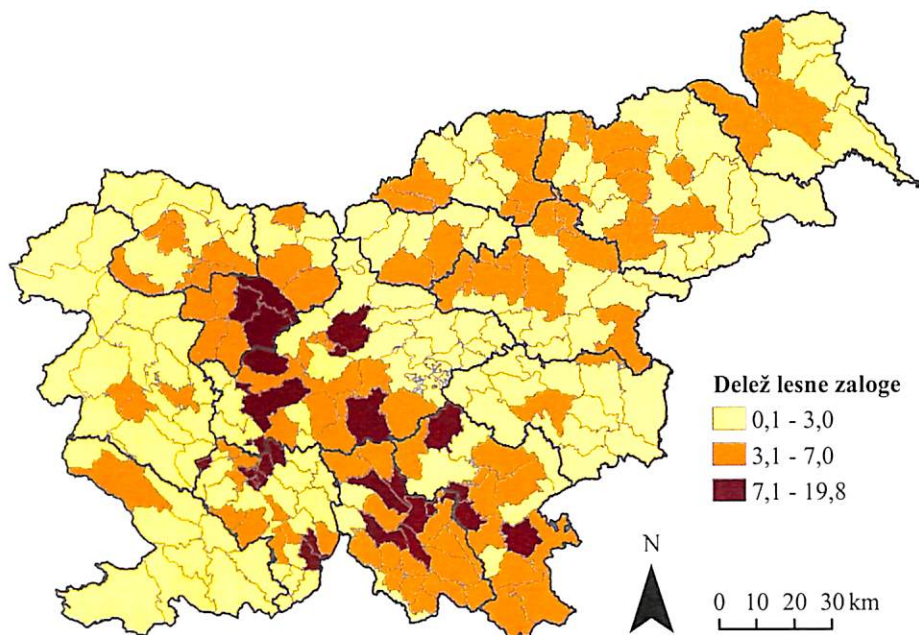 Delež lesne zaloge
0,1 - 3,0
3,1 - 7,0
7,1 - 19,8
N
0 10 20 30 km